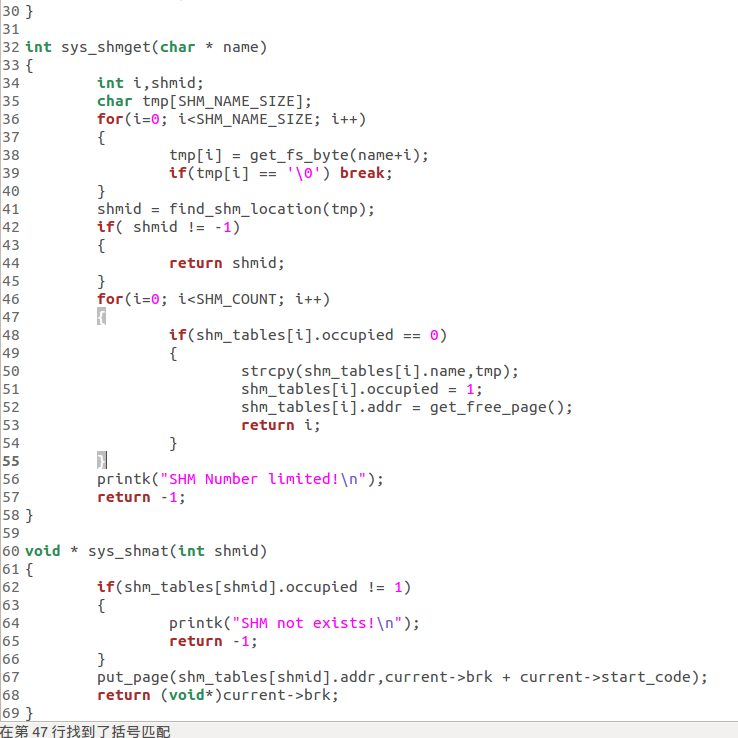 30 }
31
32 int sys_shmget(char * name)
33 {
34         int i,shmid;
35         char tmp[SHM_NAME_SIZE];
36         for(i=0; i<SHM_NAME_SIZE; i++)
37         {
38                 tmp[i] = get_fs_byte(name+i);
39                 if(tmp[i] == '\0') break;
40         }
41         shmid = find_shm_location(tmp);
42         if( shmid != -1)
43         {
44                 return shmid;
45         }
46         for(i=0; i<SHM_COUNT; i++)
47         {
48                 if(shm_tables[i].occupied == 0)
49                 {
50                         strcpy(shm_tables[i].name,tmp);
51                         shm_tables[i].occupied = 1;
52                         shm_tables[i].addr = get_free_page();
53                         return i;
54                 }
55         }
56         printk("SHM Number limited!\n");
57         return -1;
58 }
59
60 void * sys_shmat(int shmid)
61 {
62         if(shm_tables[shmid].occupied != 1)
63         {
64                 printk("SHM not exists!\n");
65                 return -1;
66         }
67         put_page(shm_tables[shmid].addr,current->brk + current->start_code);
68         return (void*)current->brk;
69 }
在第 47 行找到了括号匹配